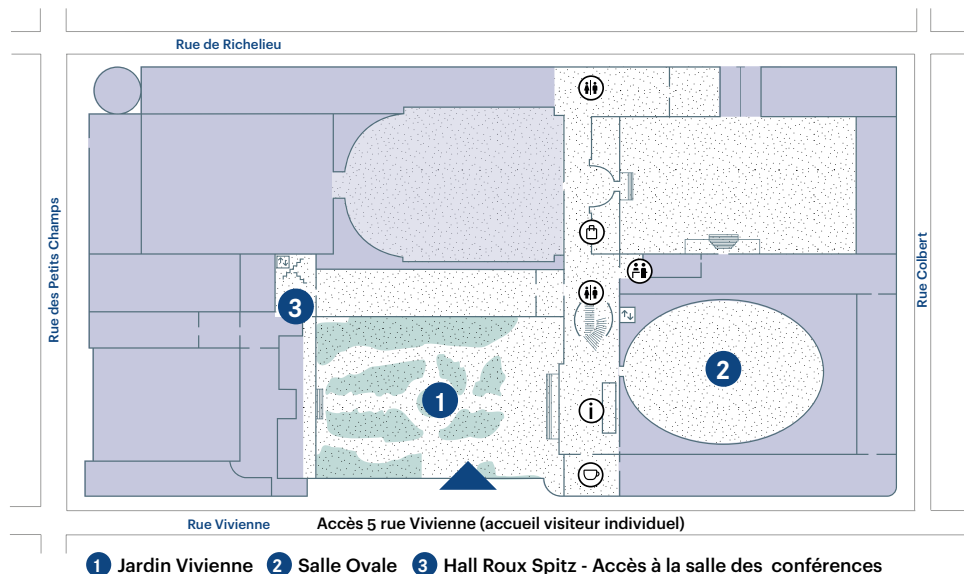 Rue de Richelieu
Rue des Petits Champs
Rue Colbert
3
2
1
i
Rue Vivienne Accès 5 rue Vivienne (accueil visiteur individuel)
1 Jardin Vivienne 2 Salle Ovale 3 Hall Roux Spitz - Accès à la salle des conférences